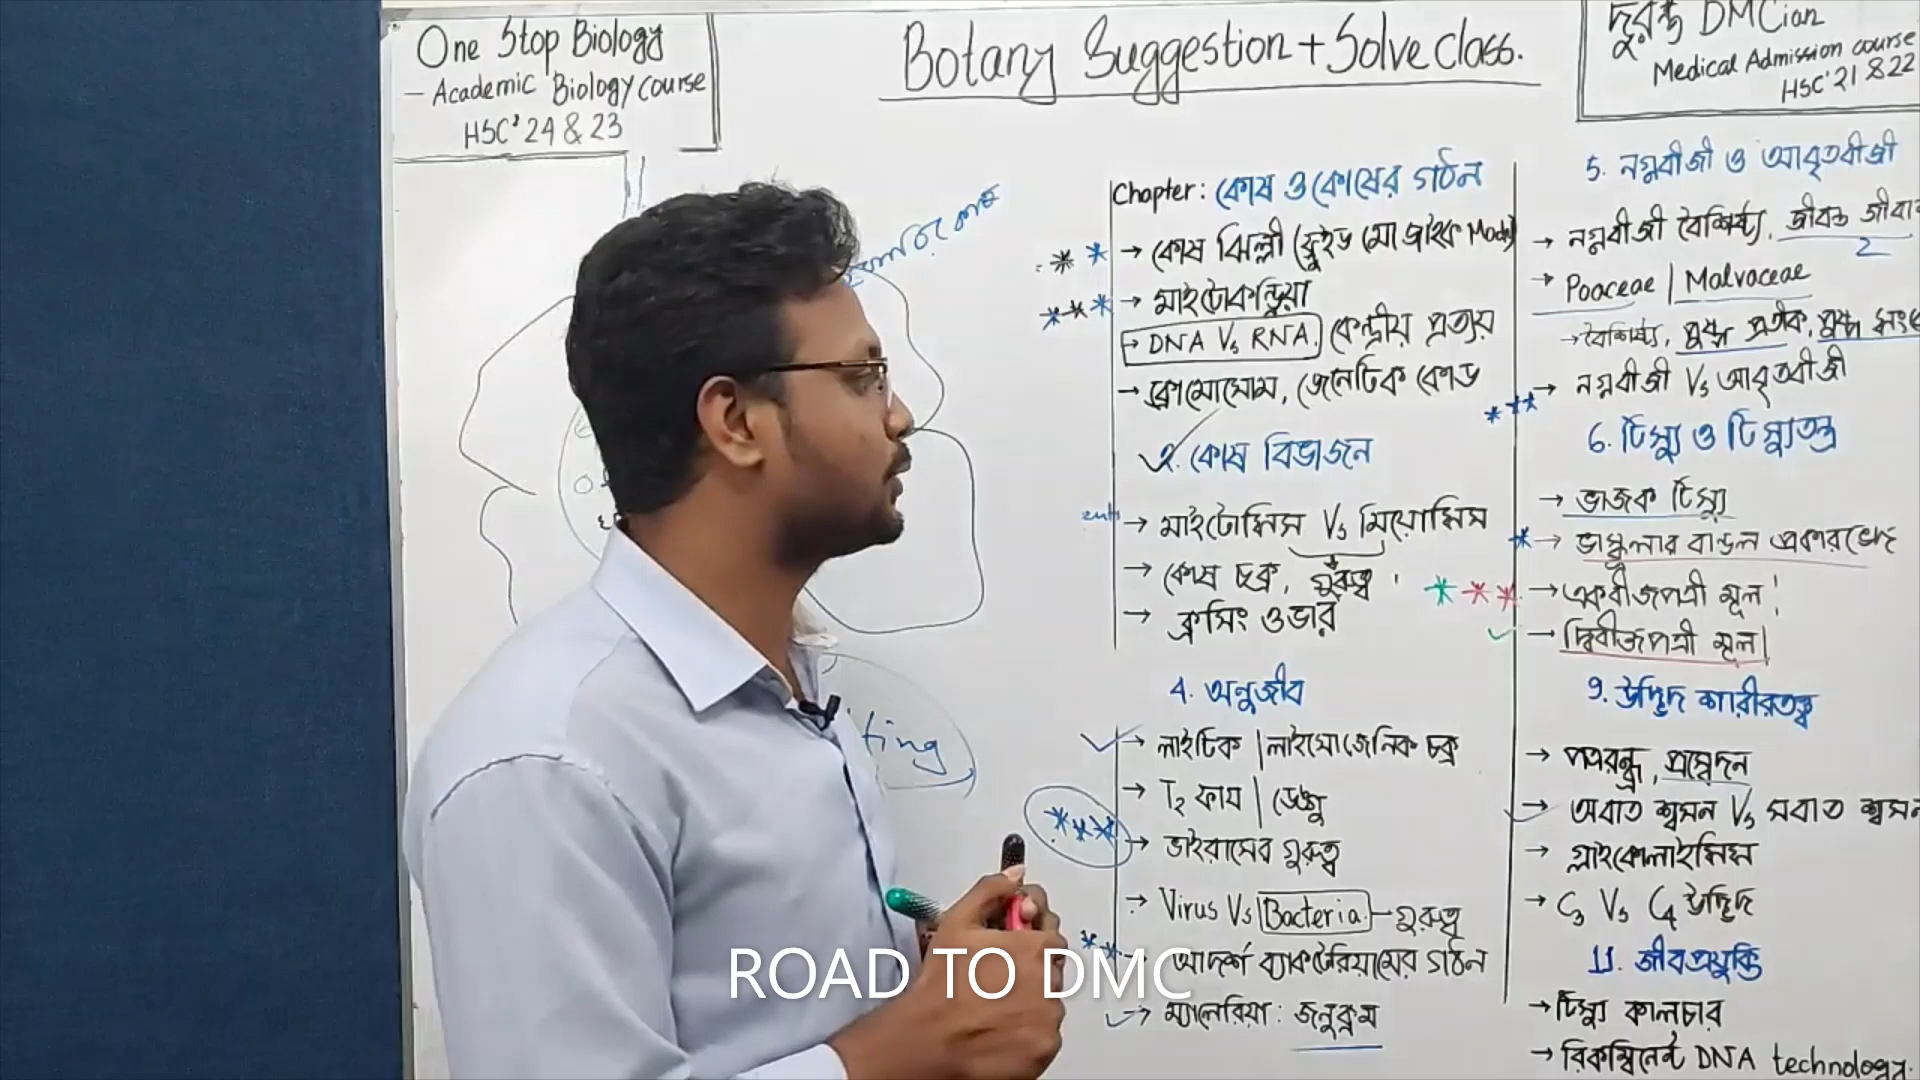 One Stop Biology
- Academic Biology course
HSC' 24 & 23
Botany Suggestion + Solve class.
দুরন্ত DMCian
Medical Admission course
HSC' 21 & 22
Chapter: কোষ ও কোষের গঠন
** → কোষ ঝিল্লী (ফ্লুইড মোজাইক Model)
*** → মাইটোকন্ড্রিয়া
→ DNA Vs RNA. কেন্দ্রীয় প্রত্যয়
→ ক্রোমোসোম, জেনেটিক কোড
২. কোষ বিভাজন
→ মাইটোসিস Vs মিয়োসিস
→ কোষ চক্র, গুরুত্ব
→ ক্রসিং ওভার
4. অনুজীব
→ লাইটিক | লাইসোজেনিক চক্র
→ T2 ফায | ডেঙ্গু
*** → ভাইরাসের গুরুত্ব
→ Virus Vs Bacteria - গুরুত্ব
** → আদর্শ ব্যাকটেরিয়ামের গঠন
→ ম্যালেরিয়া: জনুক্রম
5. নগ্নবীজী ও আবৃতবীজী
→ নগ্নবীজী বৈশিষ্ট্য, জীবন্ত
2
→ Poaceae | Malvaceae
→ বৈশিষ্ট্য, পুষ্প প্রতীক, পুষ্প
*** → নগ্নবীজী Vs আবৃতবীজী
6. টিস্যু ও টিস্যুতন্ত্র
→ ভাজক টিস্যু
* → ভাস্কুলার বান্ডল প্রকারভেদ
*** → একবীজপত্রী মূল
→ দ্বিবীজপত্রী মূল
9. উদ্ভিদ শারীরতত্ত্ব
→ পত্ররন্ধ্র, প্রস্বেদন
→ অবাত শ্বসন Vs সবাত শ্বসন
→ গ্লাইকোলাইসিস
→ C3 Vs C4 উদ্ভিদ
11. জীবপ্রযুক্তি
→ টিস্যু কালচার
→ রিকম্বিনেন্ট DNA technology.
ting
ROAD TO DMC